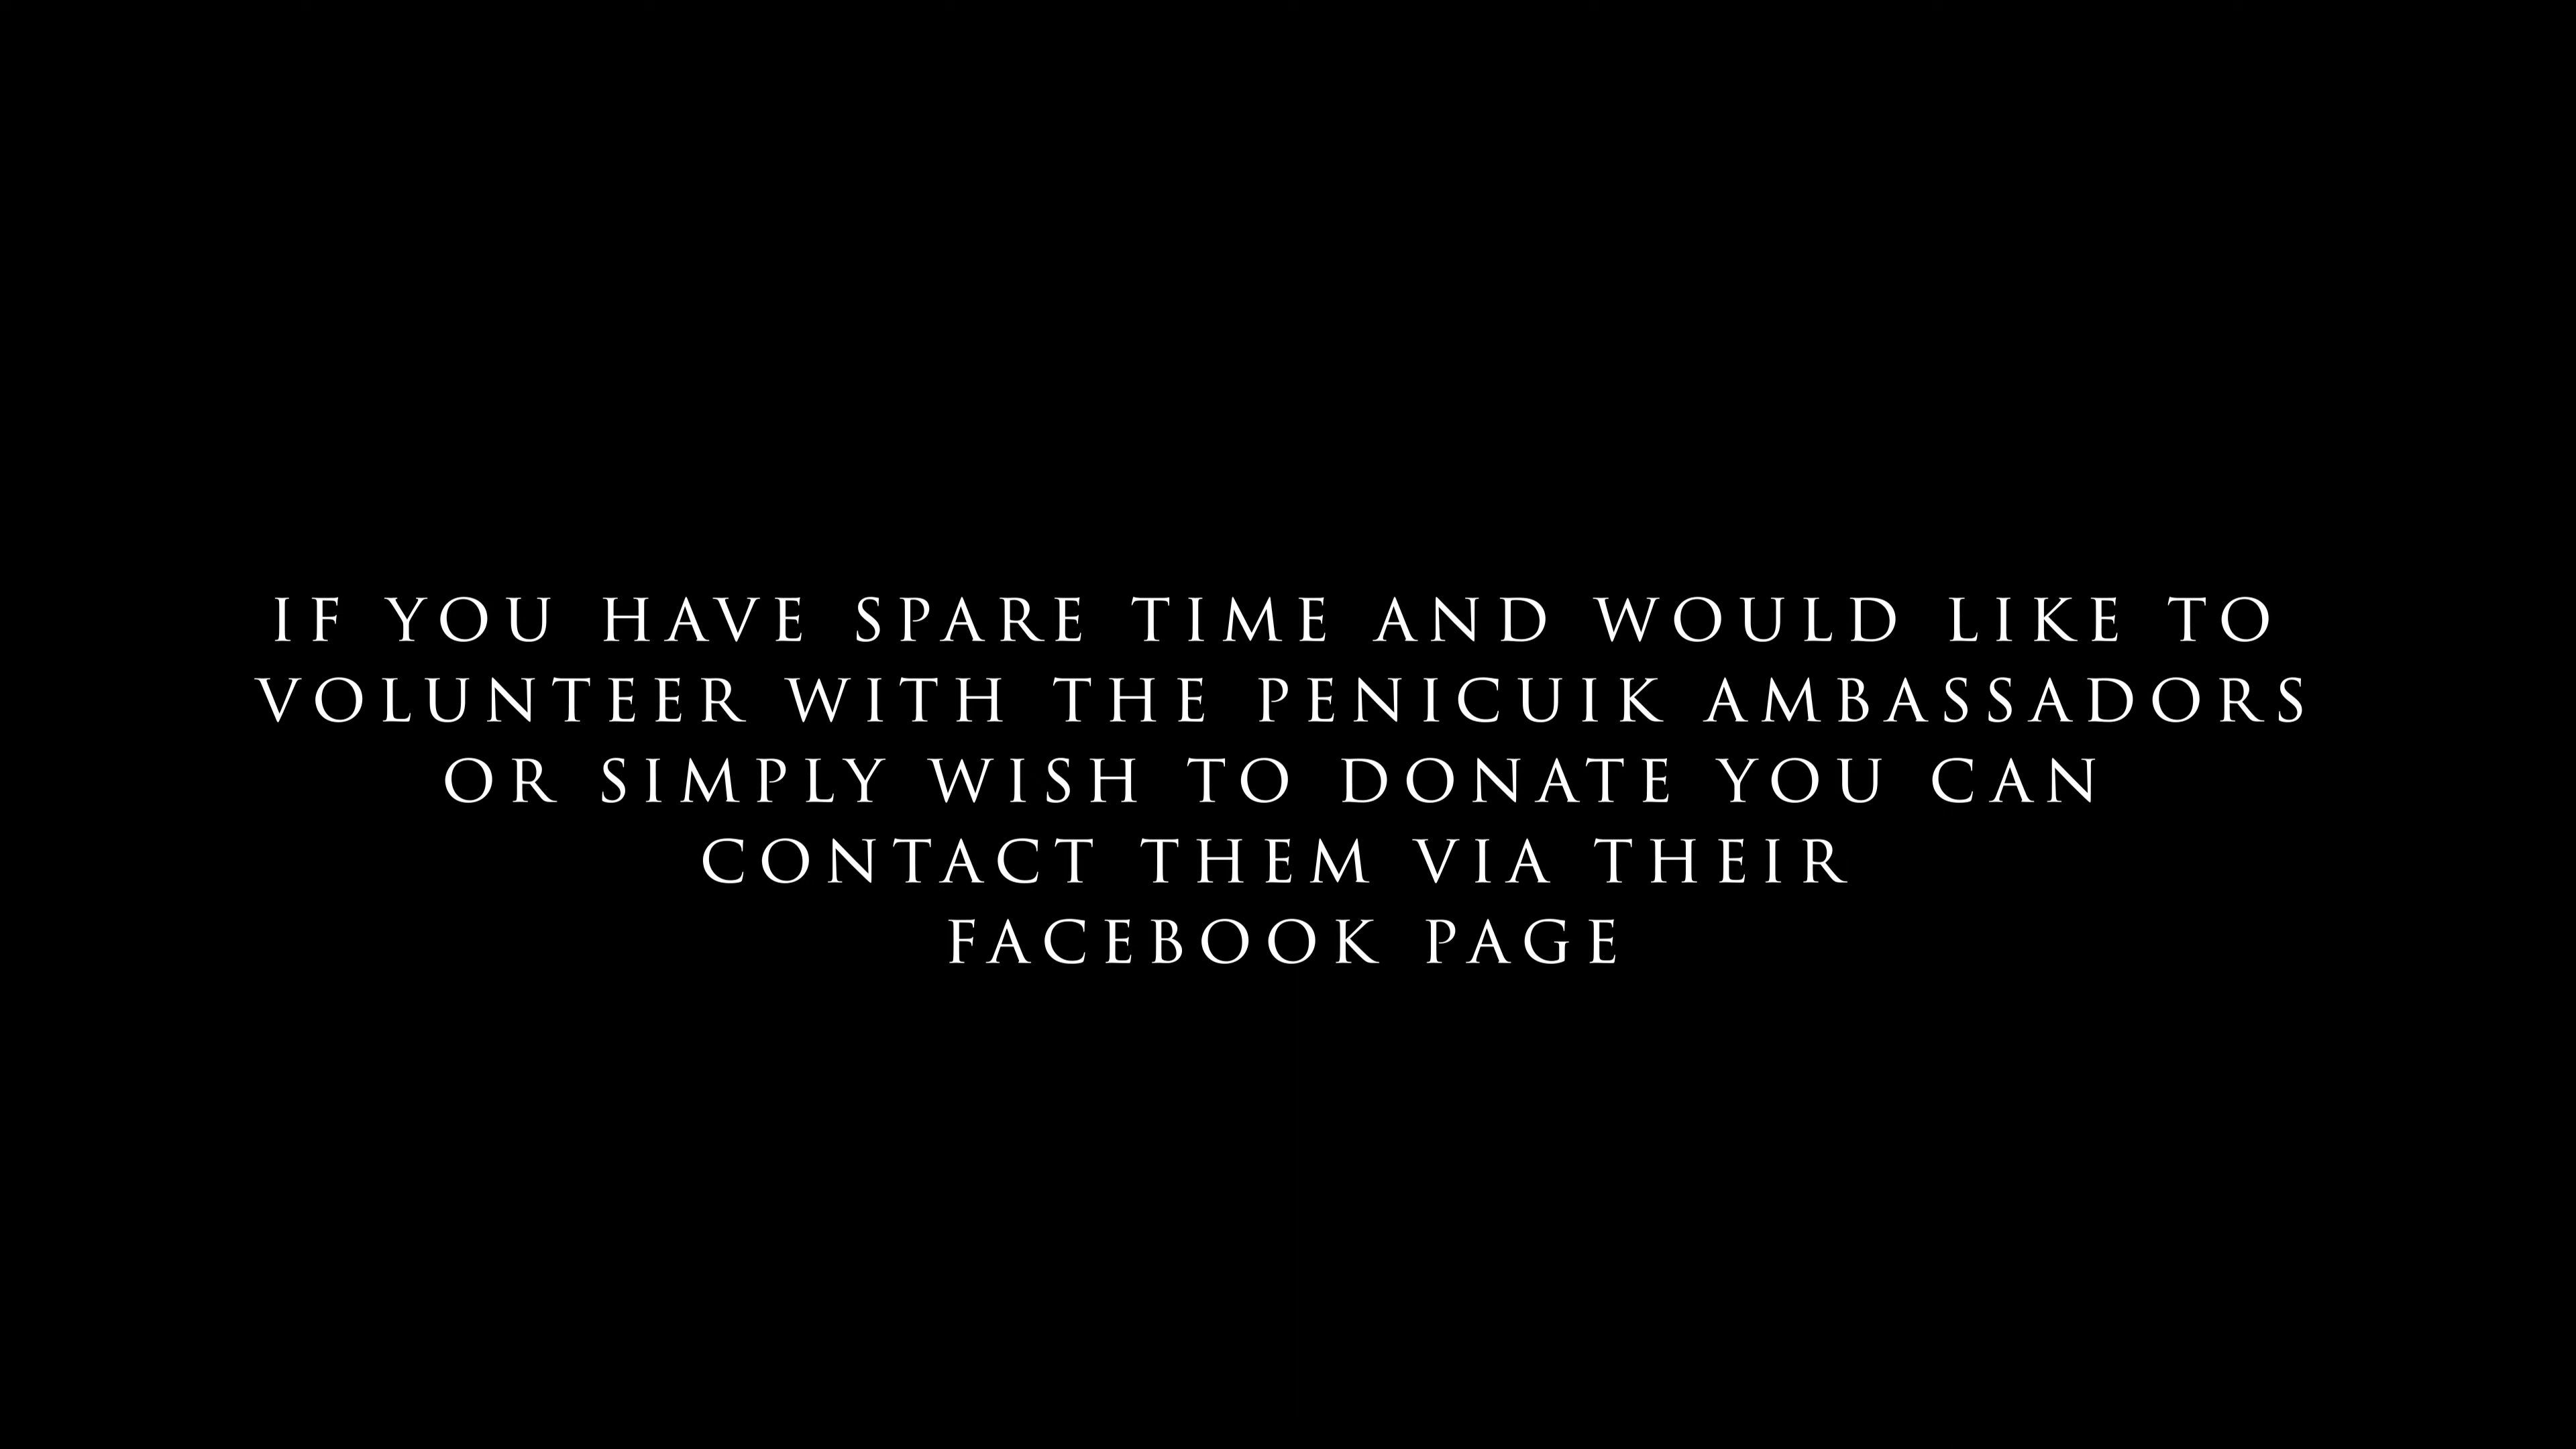 IF YOU HAVE SPARE TIME AND WOULD LIKE TO
VOLUNTEER WITH THE PENICUIK AMBASSADORS
OR SIMPLY WISH TO DONATE YOU CAN
CONTACT THEM VIA THEIR
FACEBOOK PAGE